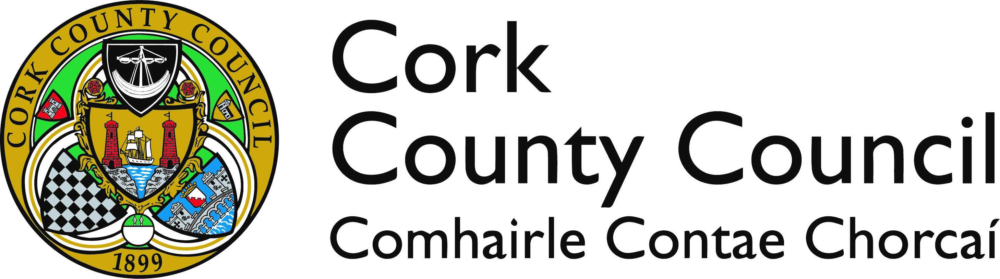 CORK COUNTY COUNCIL
1899
Cork
County Council
Comhairle Contae Chorcaí